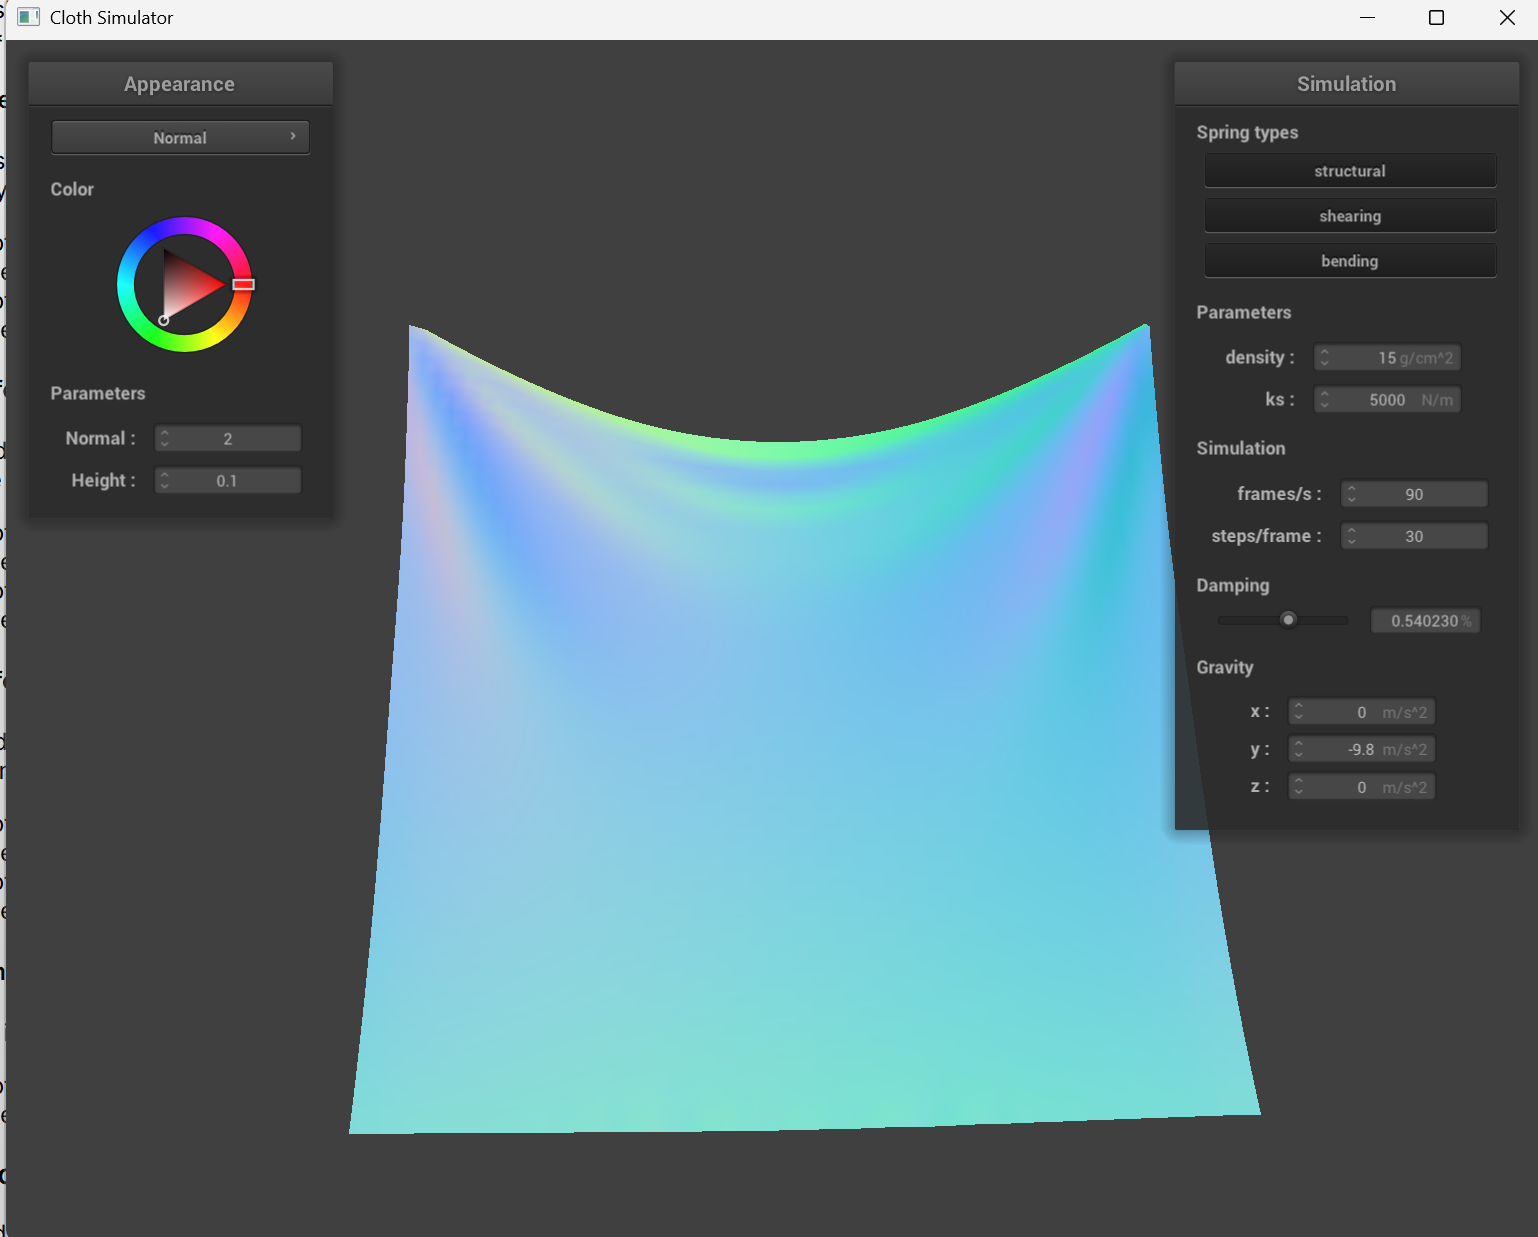 Cloth Simulator
Appearance
Normal
Color
Parameters
Normal : 2
Height : 0.1
Simulation
Spring types
structural
shearing
bending
Parameters
density : 15 g/cm^2
ks : 5000 N/m
Simulation
frames/s : 90
steps/frame : 30
Damping
0.540230 %
Gravity
x : 0 m/s^2
y : -9.8 m/s^2
z : 0 m/s^2